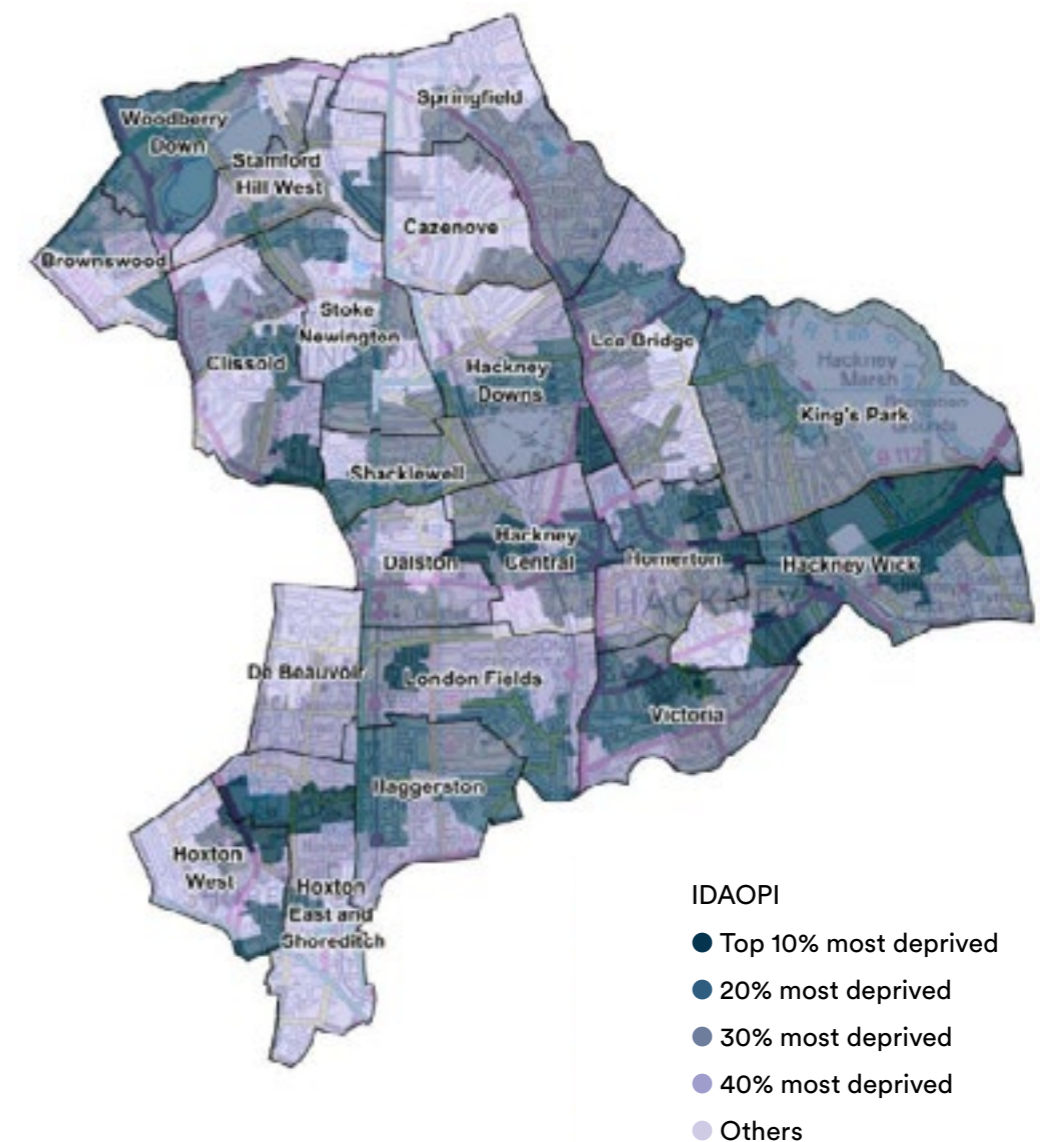 Springfield
Woodberry
Down
Stamford
Hill West
Cazenove
Brownswood
Stoke
Newington
Lea Bridge
Clissold
Hackney
Downs
Hackney
Marsh
Recreation
King's Park
Shacklewell
Hackney
Central
Dalston
Homerton
Hackney Wick
HACKNEY
De Beauvoir
London Fields
Victoria
Haggerston
Hoxton
West
Hoxton
East and
Shoreditch
IDAOPI
Top 10% most deprived
20% most deprived
30% most deprived
40% most deprived
Others